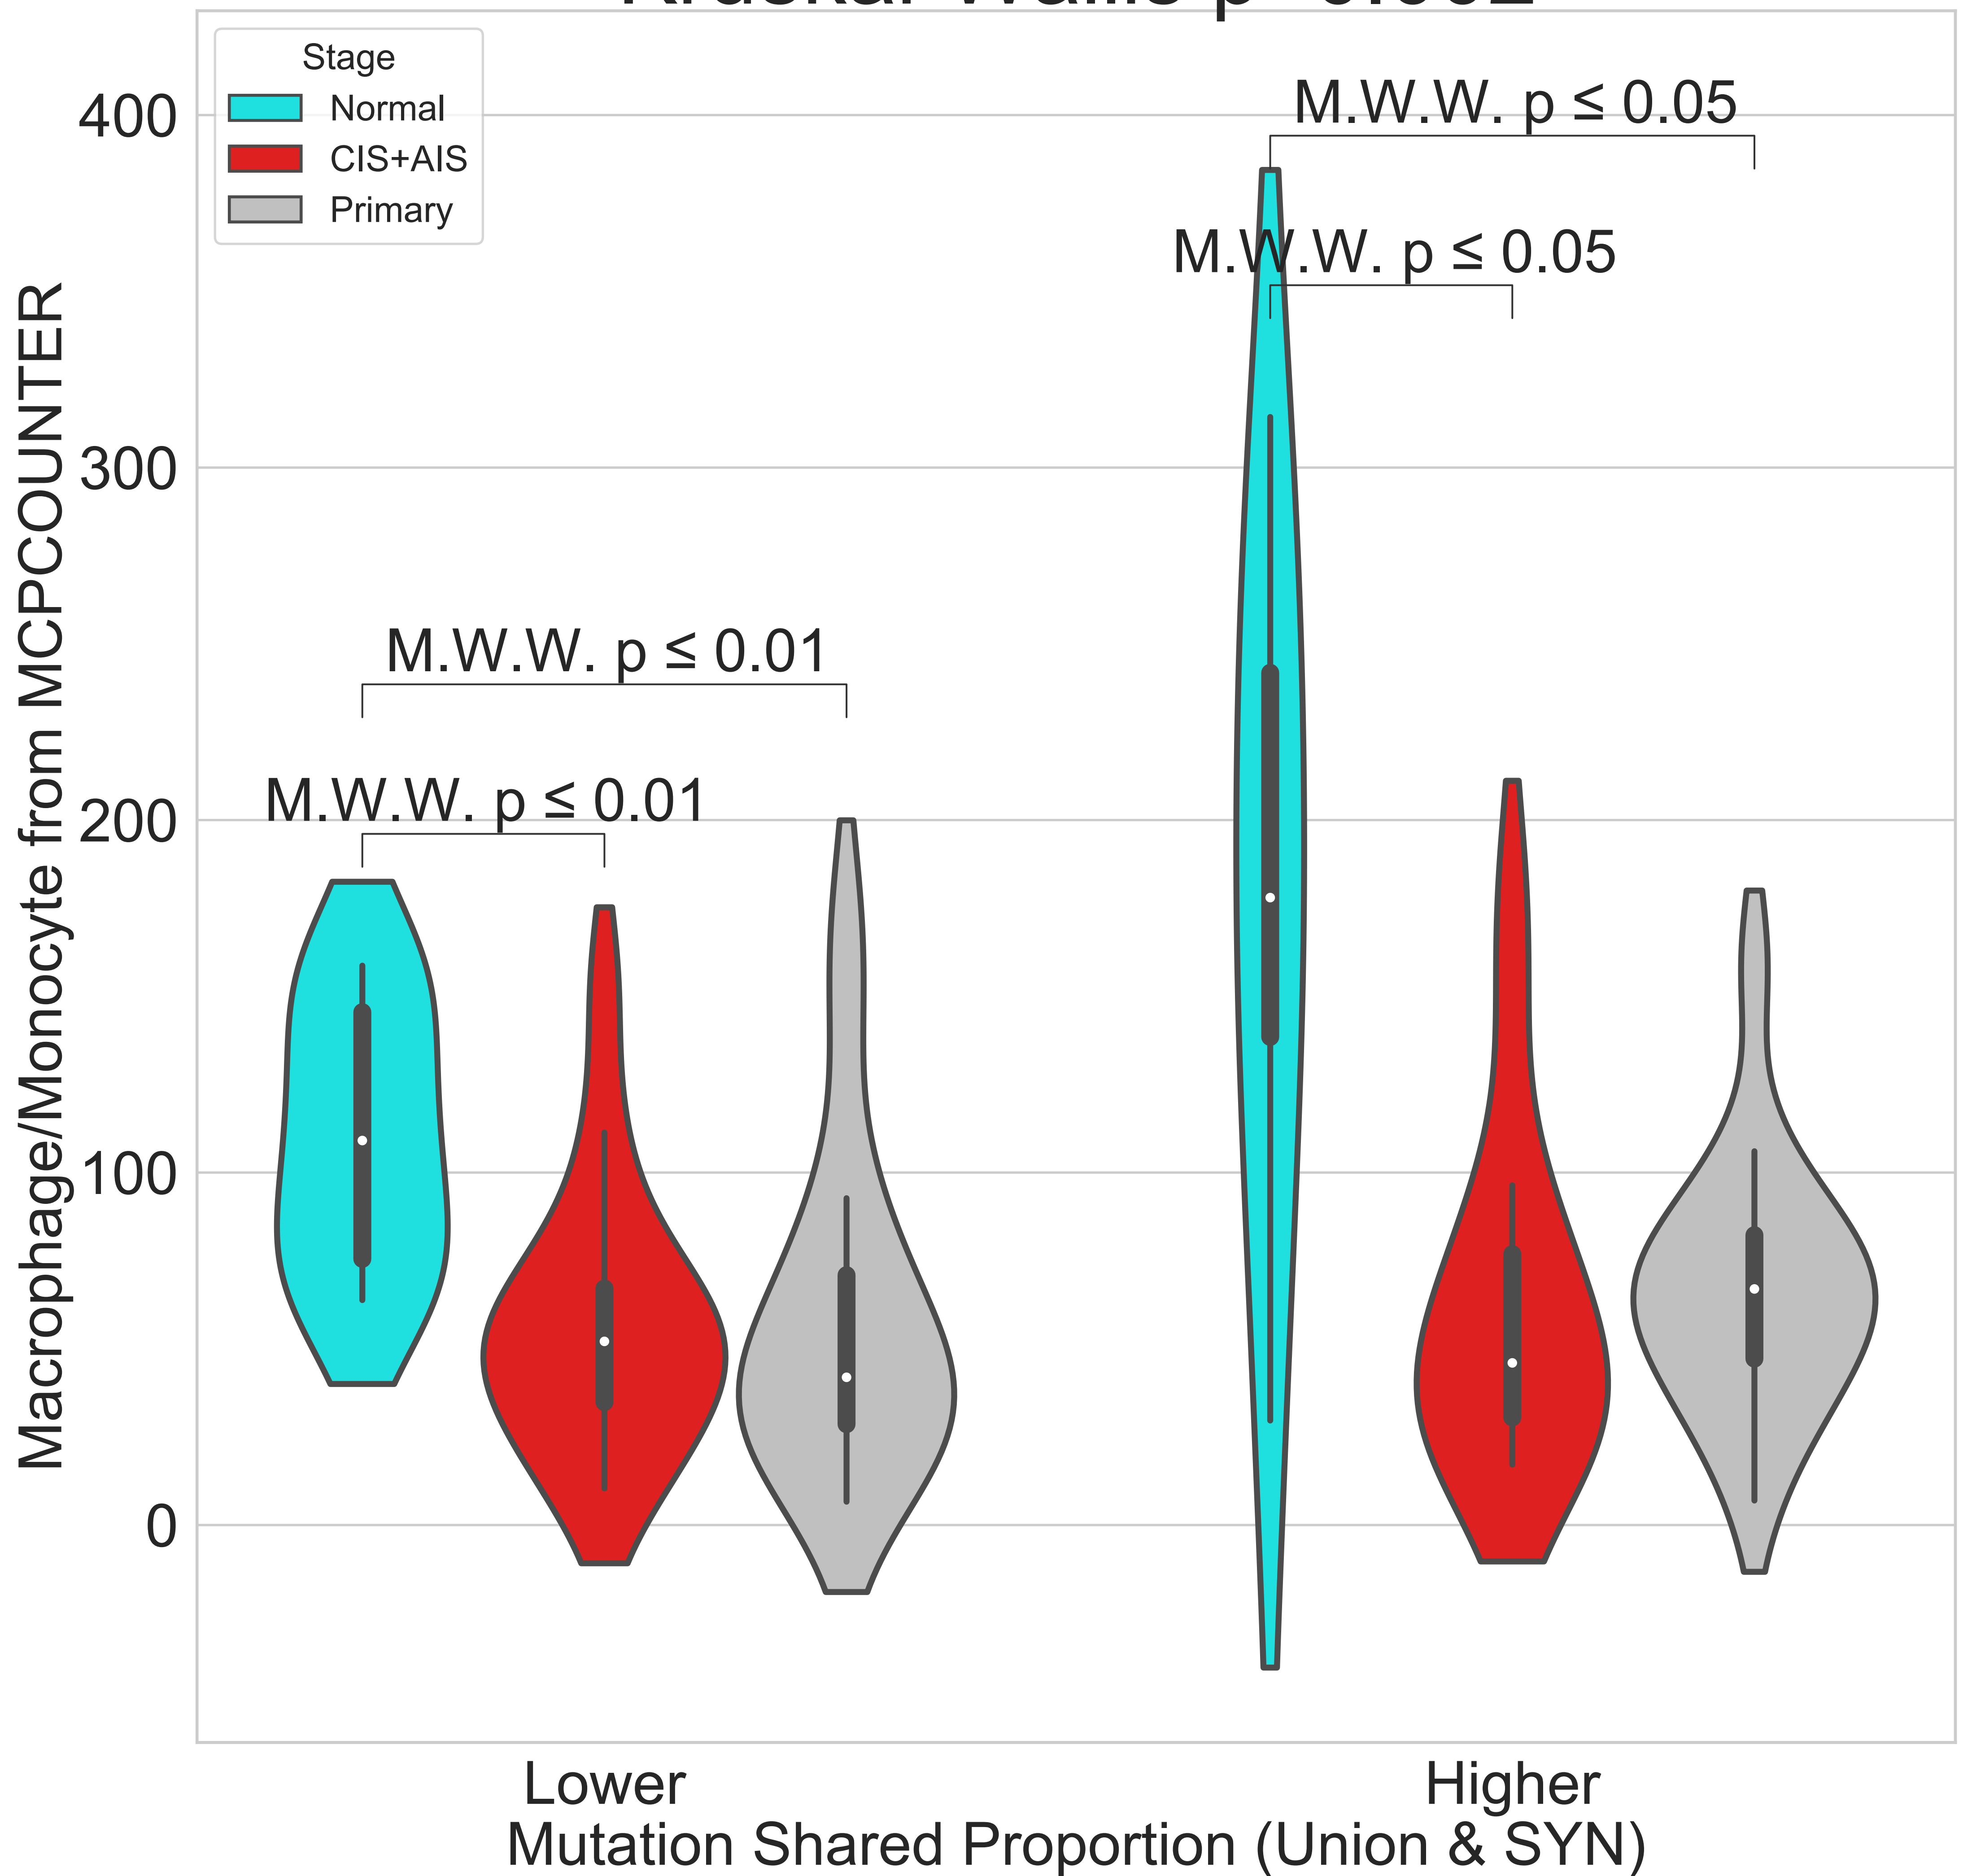 Stage
Normal
CIS+AIS
Primary
400
300
200
100
0
Macrophage/Monocyte from MCPCOUNTER
M.W.W. p ≤ 0.05
M.W.W. p ≤ 0.05
M.W.W. p ≤ 0.01
M.W.W. p ≤ 0.01
Lower
Higher
Mutation Shared Proportion (Union & SYN)